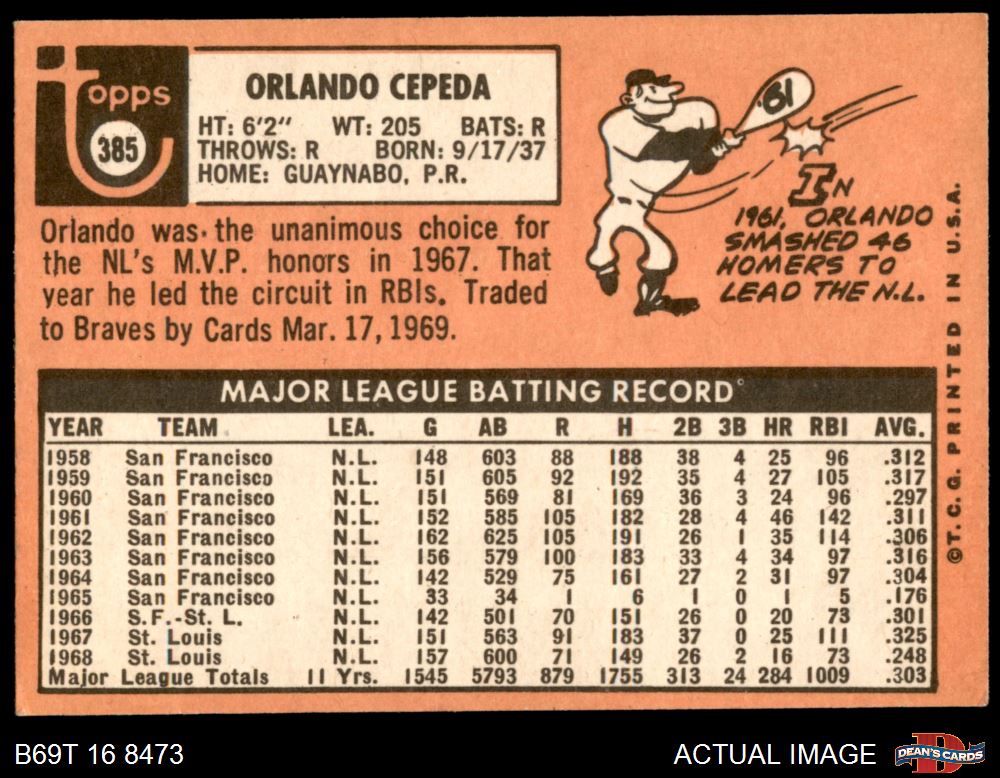 Topps
385
ORLANDO CEPEDA
HT: 6'2" WT: 205 BATS: R
THROWS: R BORN: 9/17/37
HOME: GUAYNABO, P.R.
Orlando was the unanimous choice for
the NL's M.V.P. honors in 1967. That
year he led the circuit in RBIs. Traded
to Braves by Cards Mar. 17, 1969.
'61
IN
1961, ORLANDO
SMASHED 46
HOMERS TO
LEAD THE N.L.
MAJOR LEAGUE BATTING RECORD
YEAR TEAM LEA. G AB R H 2B 3B HR RBI AVG.
1958 San Francisco N.L. 148 603 88 188 38 4 25 96 .312
1959 San Francisco N.L. 151 605 92 192 35 4 27 105 .317
1960 San Francisco N.L. 151 569 81 169 36 3 24 96 .297
1961 San Francisco N.L. 152 585 105 182 28 4 46 142 .311
1962 San Francisco N.L. 162 625 105 191 26 1 35 114 .306
1963 San Francisco N.L. 156 579 100 183 33 4 34 97 .316
1964 San Francisco N.L. 142 529 75 161 27 2 31 97 .304
1965 San Francisco N.L. 33 34 1 6 1 0 1 5 .176
1966 S.F.-St. L. N.L. 142 501 70 151 26 0 20 73 .301
1967 St. Louis N.L. 151 563 91 183 37 0 25 111 .325
1968 St. Louis N.L. 157 600 71 149 26 2 16 73 .248
Major League Totals 11 Yrs. 1545 5793 879 1755 313 24 284 1009 .303
©T.C.G. PRINTED IN U.S.A.
B69T 16 8473
ACTUAL IMAGE
DEAN'S CARDS